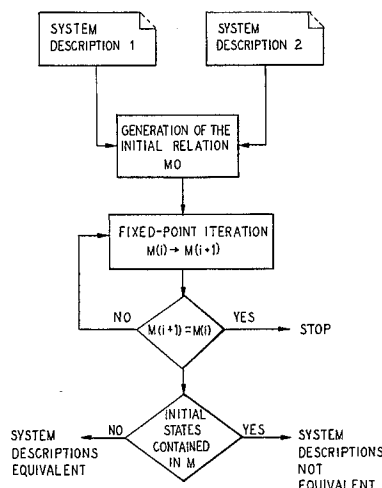 SYSTEM
DESCRIPTION 1
SYSTEM
DESCRIPTION 2
GENERATION OF THE
INITIAL RELATION
M0
FIXED-POINT ITERATION
M(i) → M(i+1)
NO
M(i+1) = M(i)
YES
STOP
NO
INITIAL
STATES
CONTAINED
IN M
YES
SYSTEM
DESCRIPTIONS
EQUIVALENT
SYSTEM
DESCRIPTIONS
NOT
EQUIVALENT